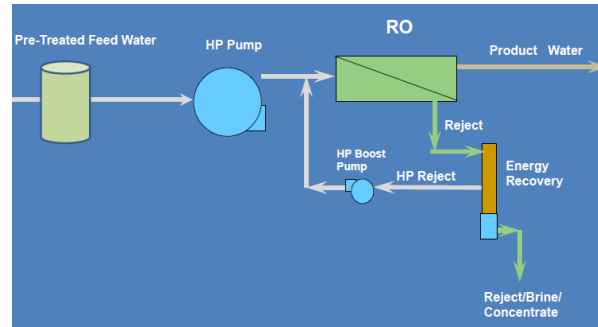 RO
Pre-Treated Feed Water
HP Pump
Product Water
Reject
HP Boost
Pump
HP Reject
Energy
Recovery
Reject/Brine/
Concentrate